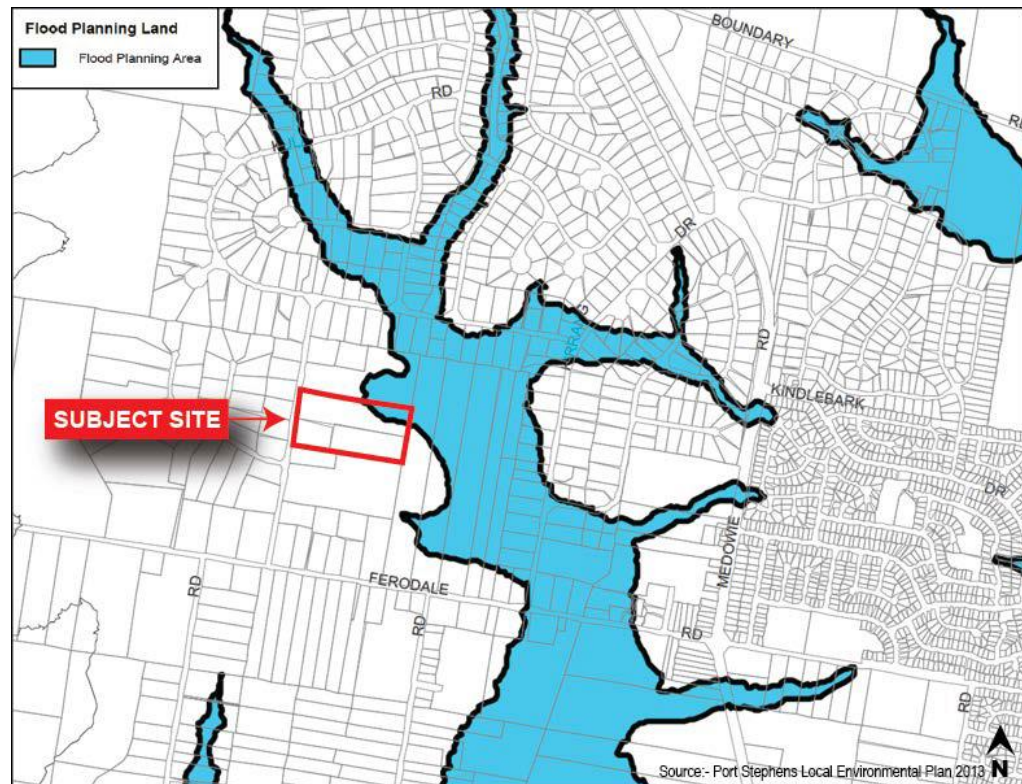 Flood Planning Land
Flood Planning Area
BOUNDARY
RD
RD
DR
RD
KINDLEBARK
SUBJECT SITE
DR
MEDOWIE
FERODALE
RD
RD
RD
RD
Source:- Port Stephens Local Environmental Plan 2013
N